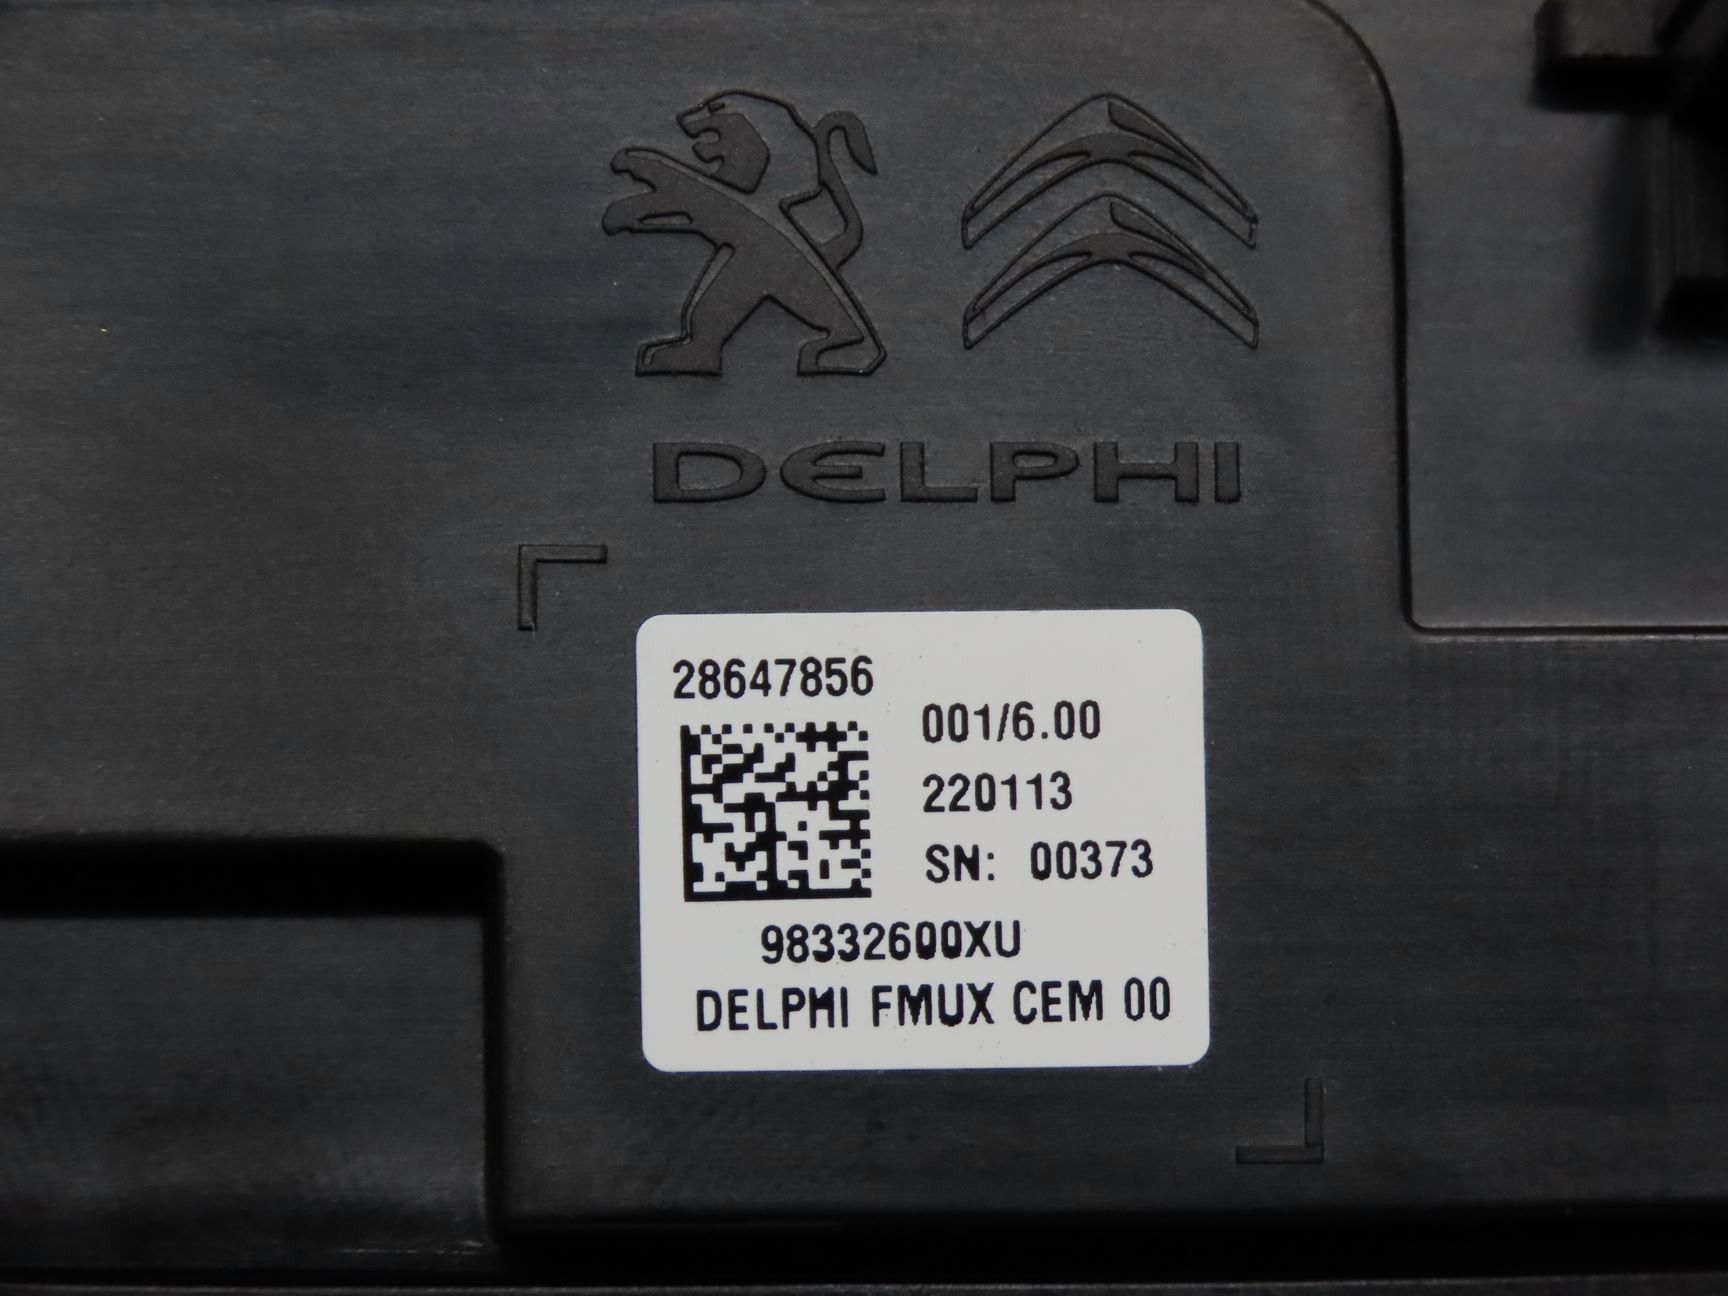 DELPHI
28647856
001/6.00
220113
SN: 00373
98332600XU
DELPHI FMUX CEM 00